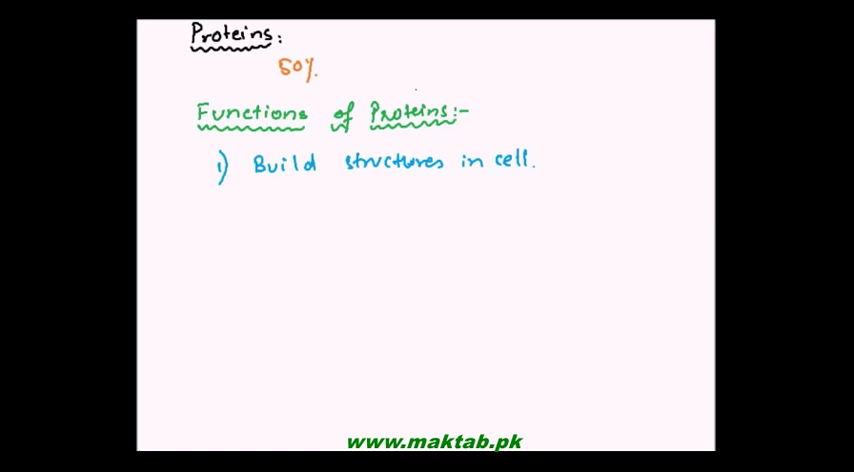 Proteins:
50%.
Functions of Proteins:-
1) Build structures in cell.
www.maktab.pk